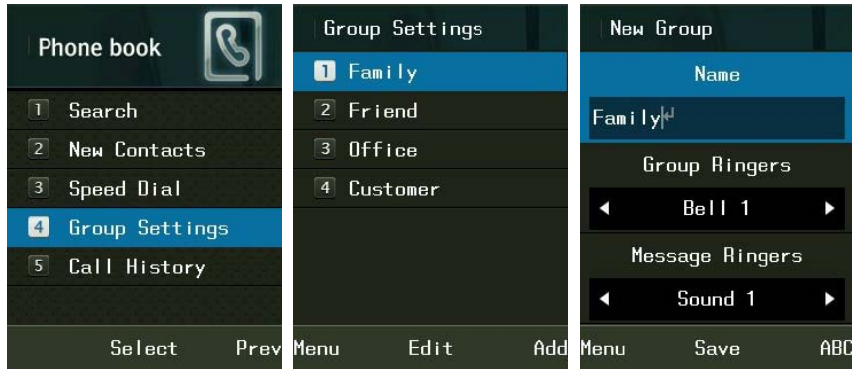 Phone book
1 Search
2 New Contacts
3 Speed Dial
4 Group Settings
5 Call History
Select Prev
Group Settings
1 Family
2 Friend
3 Office
4 Customer
Menu Edit Add
New Group
Name
Family
Group Ringers
Bell 1
Message Ringers
Sound 1
Menu Save ABC